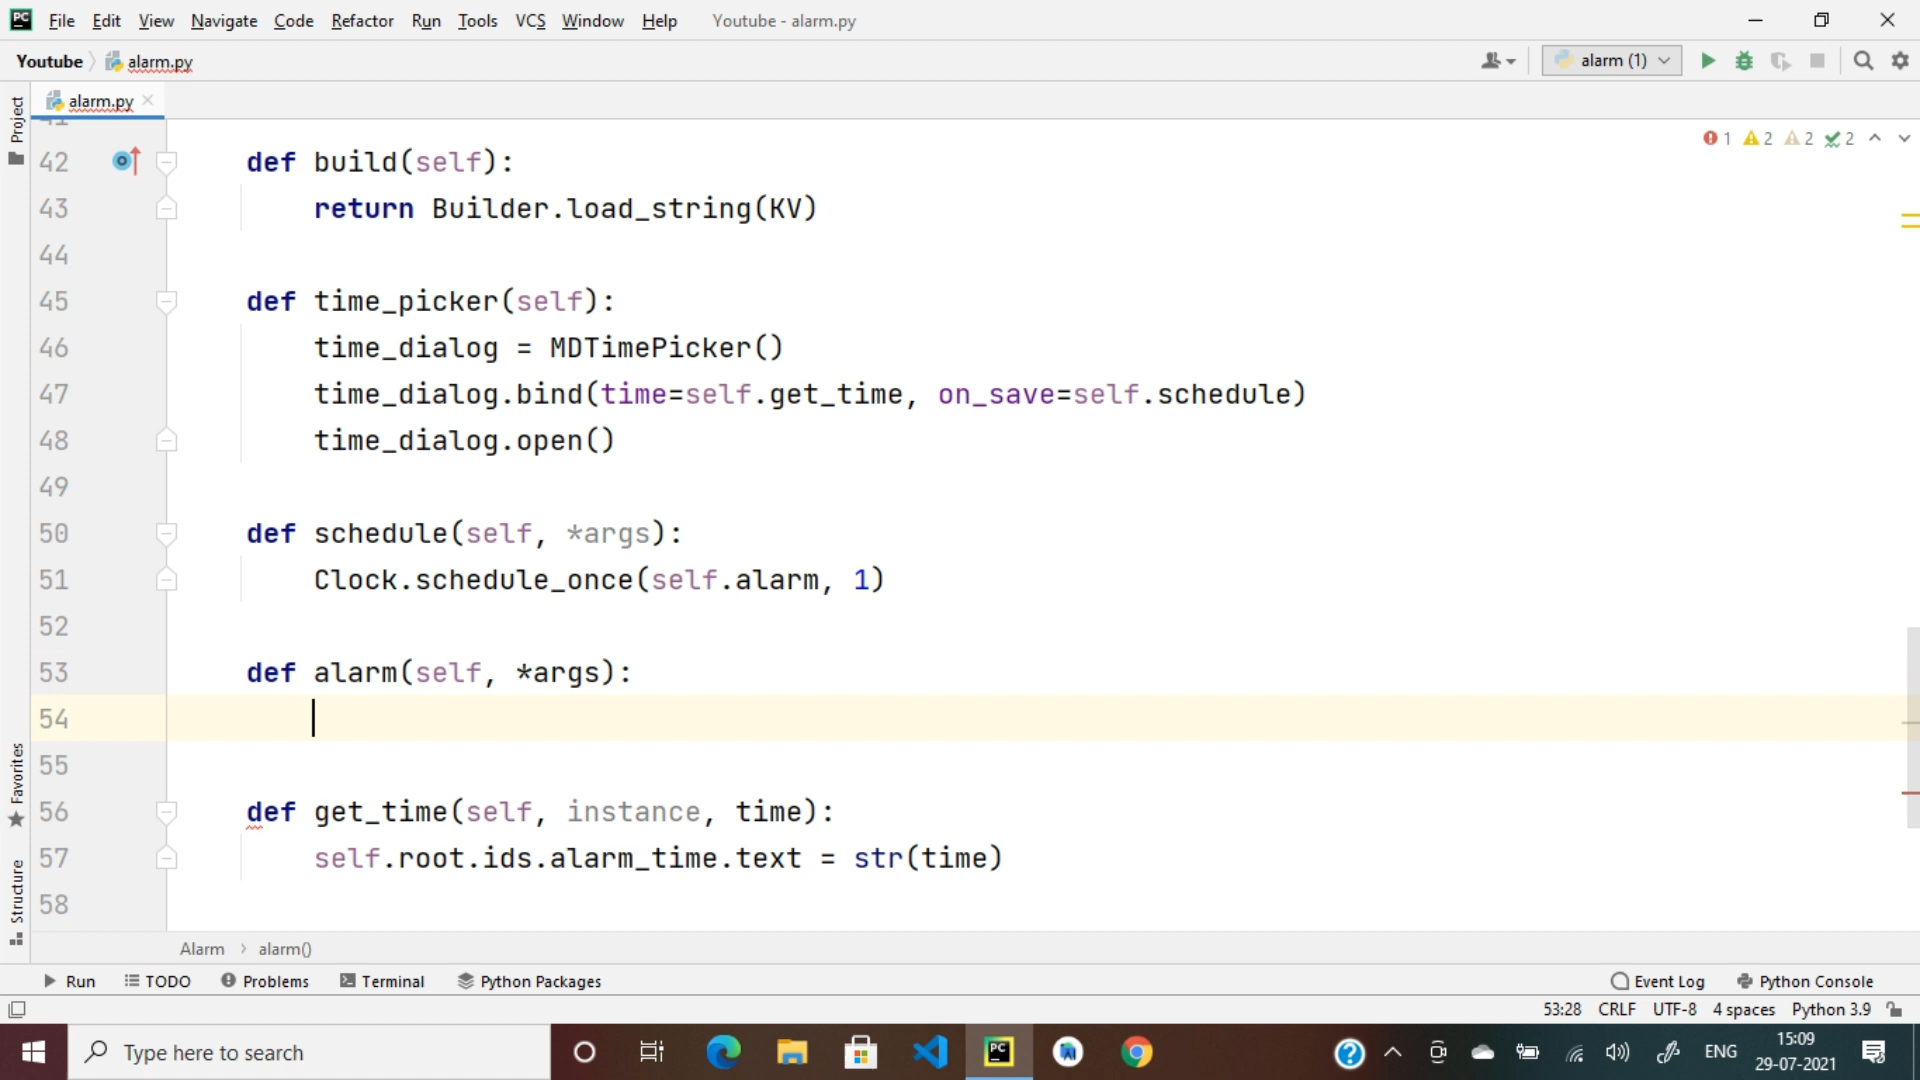 File Edit View Navigate Code Refactor Run Tools VCS Window Help Youtube - alarm.py
Youtube alarm.py alarm (1)
alarm.py
1 2 2 2
42 def build(self):
43 return Builder.load_string(KV)
44
45 def time_picker(self):
46 time_dialog = MDTimePicker()
47 time_dialog.bind(time=self.get_time, on_save=self.schedule)
48 time_dialog.open()
49
50 def schedule(self, *args):
51 Clock.schedule_once(self.alarm, 1)
52
53 def alarm(self, *args):
54
55
56 def get_time(self, instance, time):
57 self.root.ids.alarm_time.text = str(time)
58
Project
Favorites
Structure
Alarm > alarm()
Run TODO Problems Terminal Python Packages Event Log Python Console
53:28 CRLF UTF-8 4 spaces Python 3.9
Type here to search PC ENG 15:09
29-07-2021